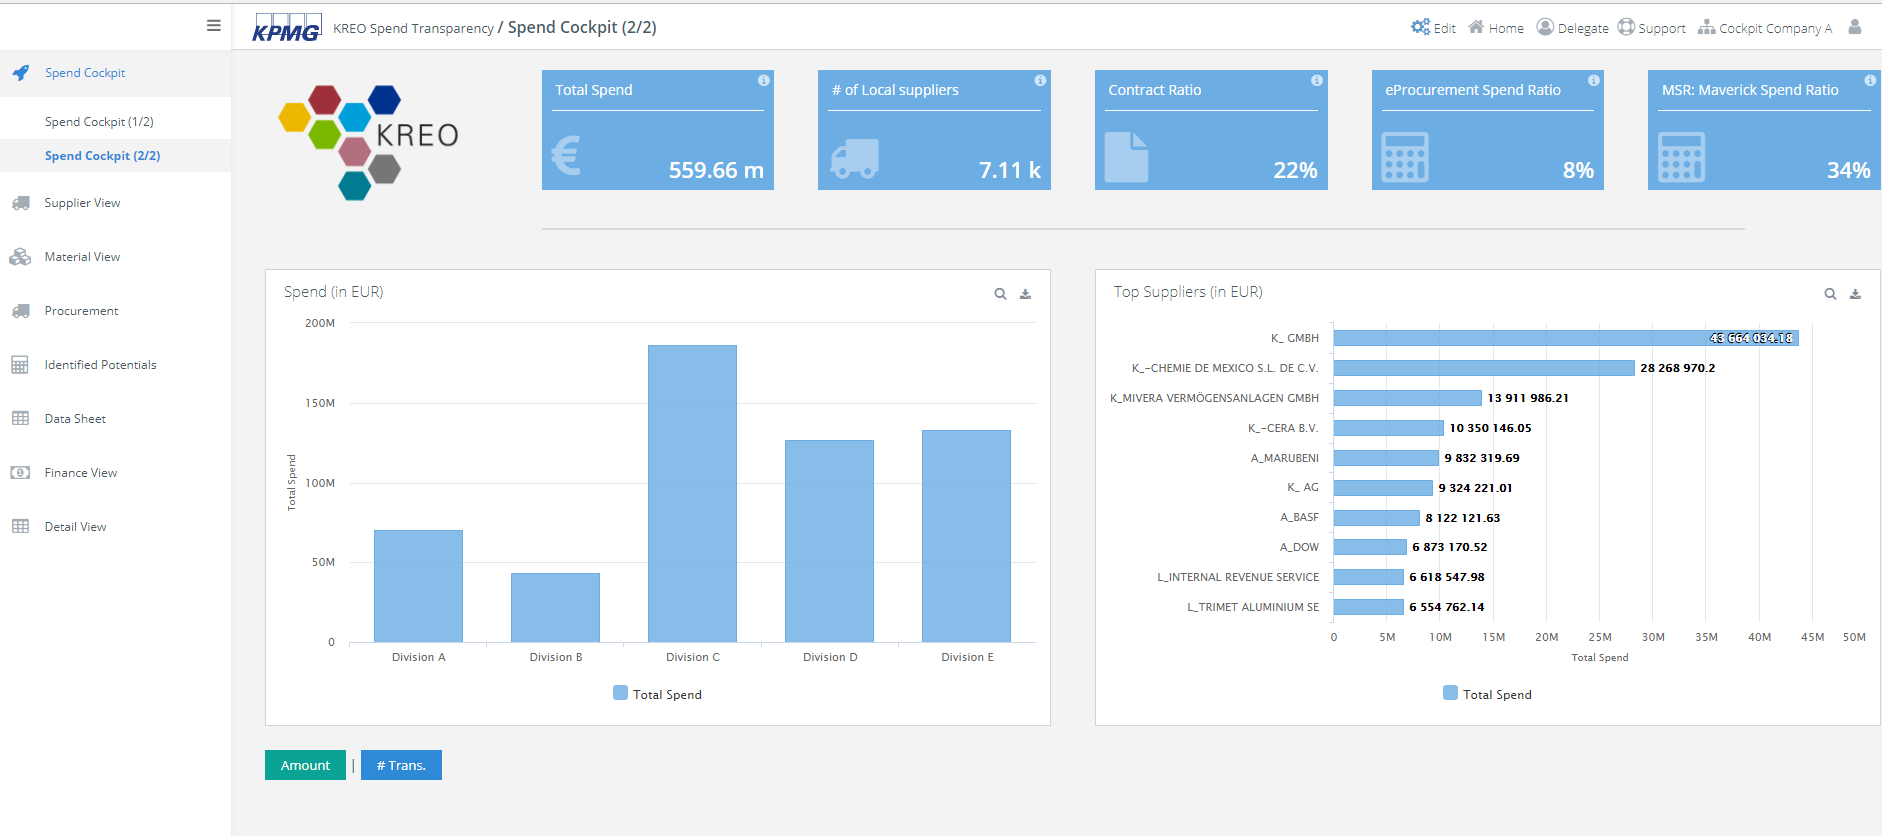 KPMG
KREO Spend Transparency / Spend Cockpit (2/2)
Edit
Home
Delegate
Support
Cockpit Company A
Spend Cockpit
Spend Cockpit (1/2)
Spend Cockpit (2/2)
Supplier View
Material View
Procurement
Identified Potentials
Data Sheet
Finance View
Detail View
KREO
Total Spend
€
559.66 m
# of Local suppliers
7.11 k
Contract Ratio
22%
eProcurement Spend Ratio
8%
MSR: Maverick Spend Ratio
34%
Spend (in EUR)
200M
150M
100M
50M
0
Total Spend
Division A
Division B
Division C
Division D
Division E
Total Spend
Top Suppliers (in EUR)
K_ GMBH
43 664 034.18
K_-CHEMIE DE MEXICO S.L. DE C.V.
28 268 970.2
K_MIVERA VERMÖGENSANLAGEN GMBH
13 911 986.21
K_-CERA B.V.
10 350 146.05
A_MARUBENI
9 832 319.69
K_ AG
9 324 221.01
A_BASF
8 122 121.63
A_DOW
6 873 170.52
L_INTERNAL REVENUE SERVICE
6 618 547.98
L_TRIMET ALUMINIUM SE
6 554 762.14
0 5M 10M 15M 20M 25M 30M 35M 40M 45M 50M
Total Spend
Total Spend
Amount | # Trans.